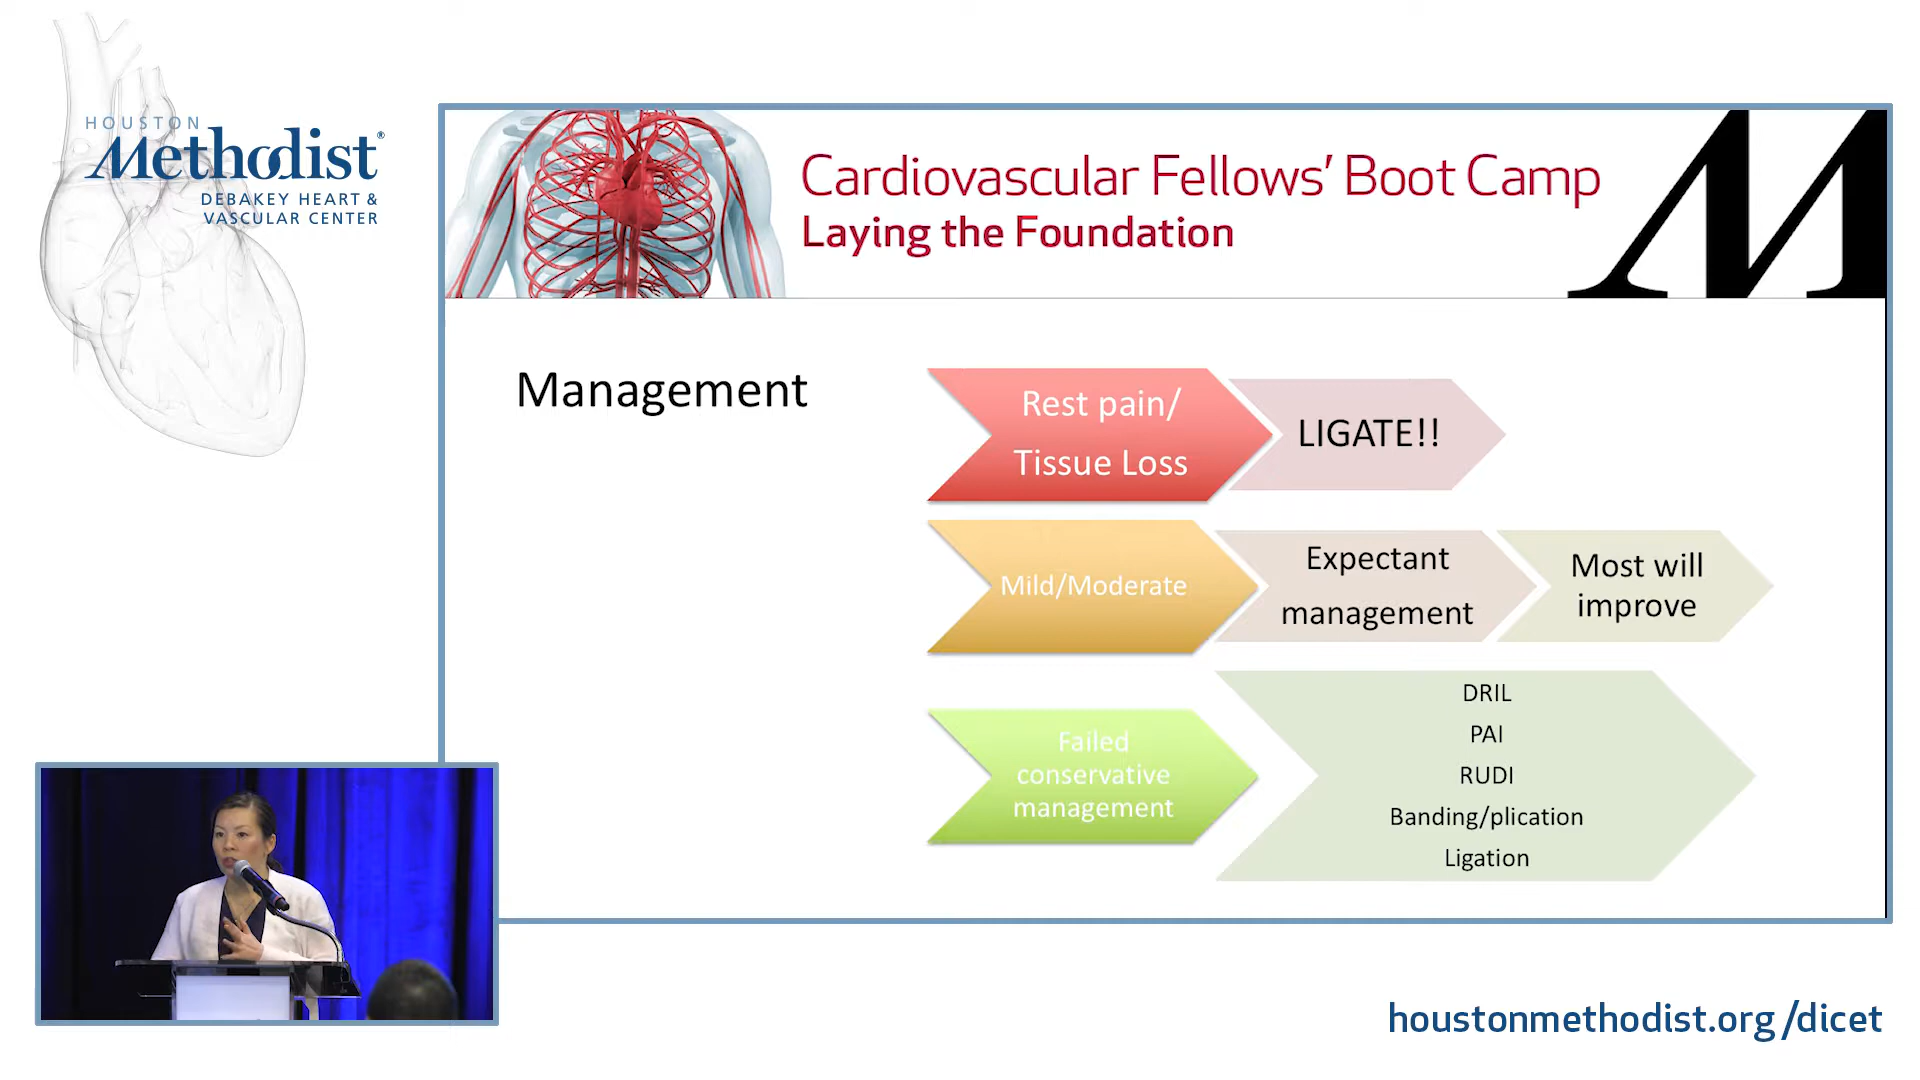 HOUSTON
Methodist®
DEBAKEY HEART &
VASCULAR CENTER
Cardiovascular Fellows' Boot Camp
Laying the Foundation
M
Management
Rest pain/
Tissue Loss
LIGATE!!
Mild/Moderate
Expectant
management
Most will
improve
Failed
conservative
management
DRIL
PAI
RUDI
Banding/plication
Ligation
houstonmethodist.org/dicet